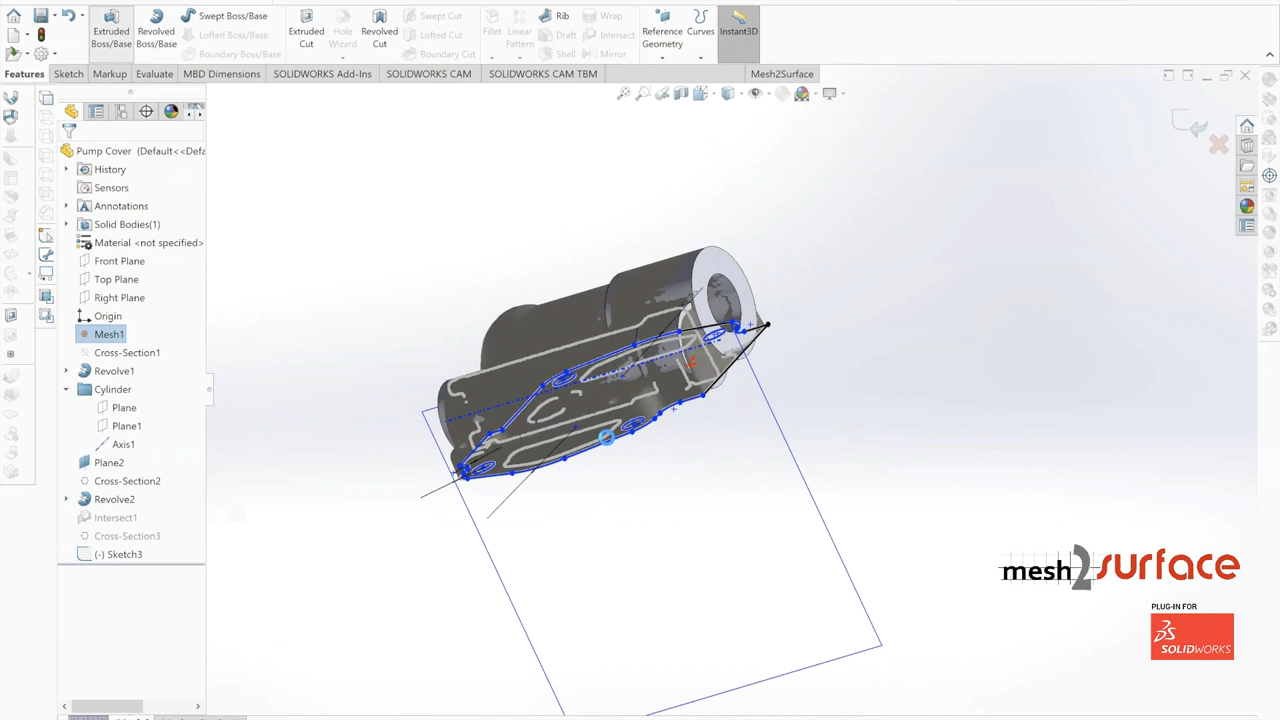 Extruded Boss/Base
Revolved Boss/Base
Swept Boss/Base
Lofted Boss/Base
Boundary Boss/Base
Extruded Cut
Hole Wizard
Revolved Cut
Swept Cut
Lofted Cut
Boundary Cut
Fillet
Linear Pattern
Rib
Draft
Shell
Wrap
Intersect
Mirror
Reference Geometry
Curves
Instant3D
Features
Sketch
Markup
Evaluate
MBD Dimensions
SOLIDWORKS Add-Ins
SOLIDWORKS CAM
SOLIDWORKS CAM TBM
Mesh2Surface
Pump Cover (Default<<Defa
History
Sensors
Annotations
Solid Bodies(1)
Material <not specified>
Front Plane
Top Plane
Right Plane
Origin
Mesh1
Cross-Section1
Revolve1
Cylinder
Plane
Plane1
Axis1
Plane2
Cross-Section2
Revolve2
Intersect1
Cross-Section3
(-) Sketch3
mesh2surface
PLUG-IN FOR
SOLIDWORKS